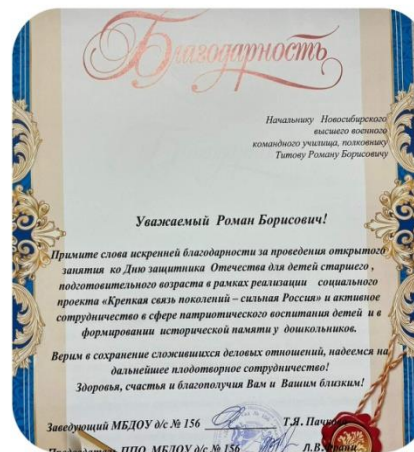 Благодарность
Начальнику Новосибирского
высшего военного
командного училища, полковнику
Титову Роману Борисовичу
Уважаемый Роман Борисович!
Примите слова искренней благодарности за проведения открытого
занятия ко Дню защитника Отечества для детей старшего ,
подготовительного возраста в рамках реализации социального
проекта «Крепкая связь поколений – сильная Россия» и активное
сотрудничество в сфере патриотического воспитания детей и в
формировании исторической памяти у дошкольников.
Верим в сохранение сложившихся деловых отношений, надеемся на
дальнейшее плодотворное сотрудничество!
Здоровья, счастья и благополучия Вам и Вашим близким!
Заведующий МБДОУ д/с № 156 Т.Я. Пачкова
Председатель ППО МБДОУ д/с № 156 Л.В.